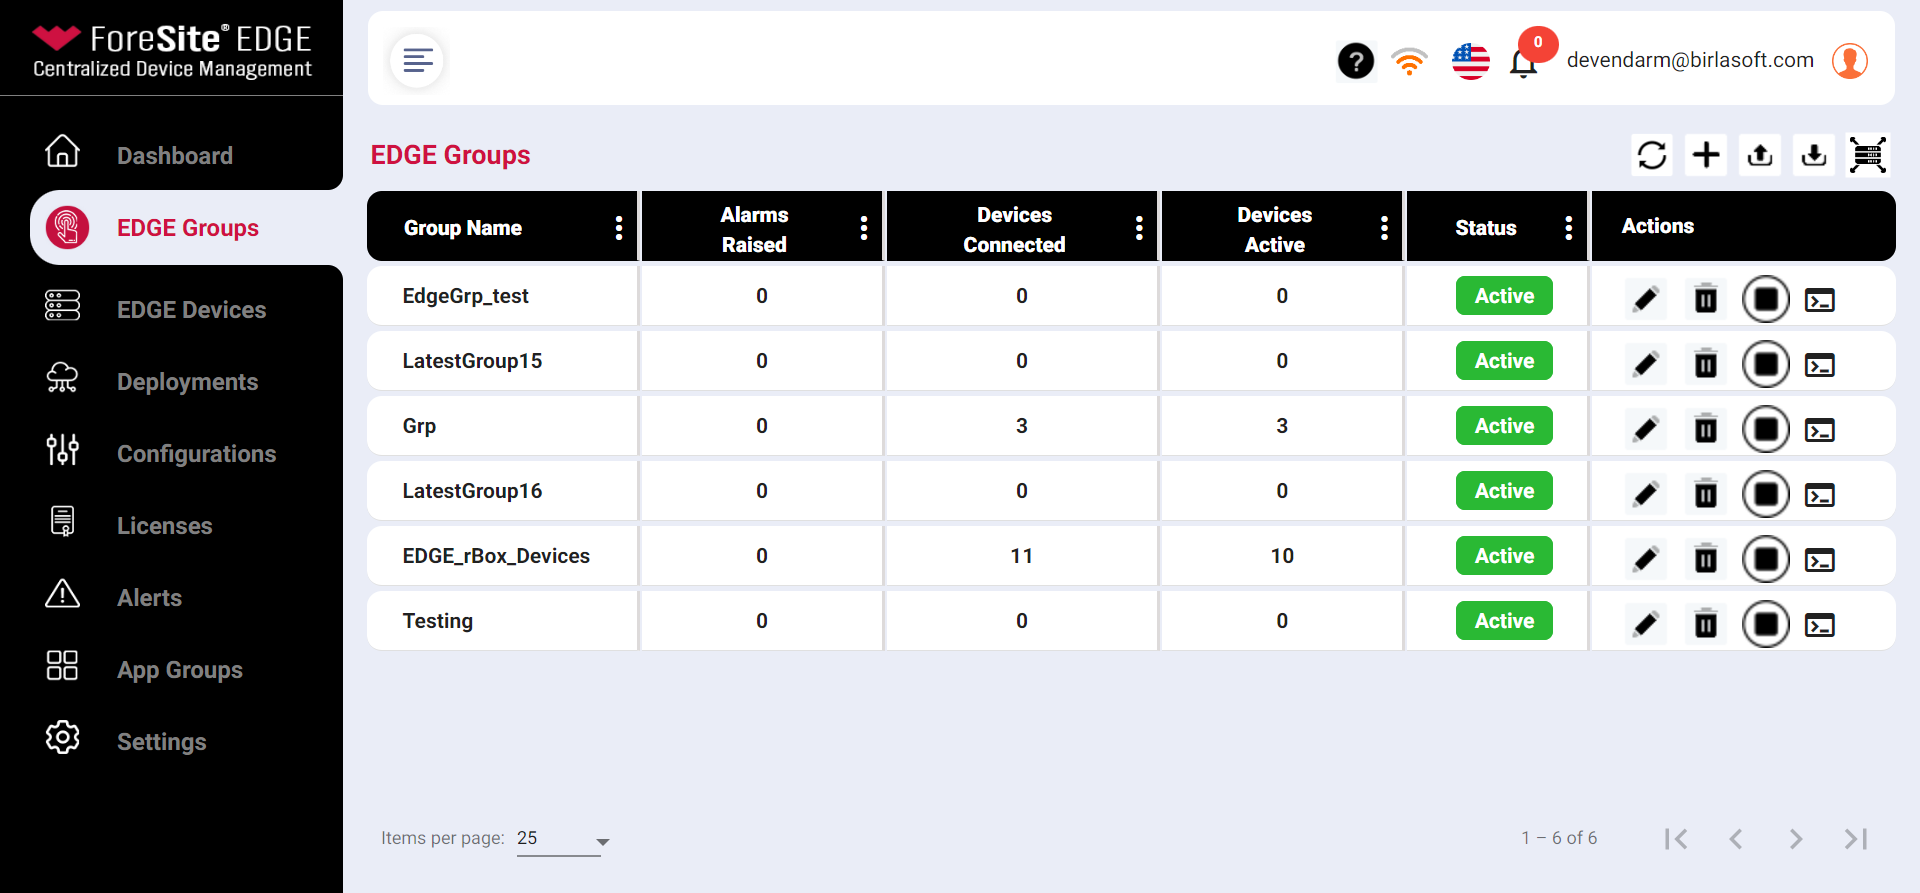 ForeSite® EDGE
Centralized Device Management
Dashboard
EDGE Groups
EDGE Devices
Deployments
Configurations
Licenses
Alerts
App Groups
Settings
?
0
devendarm@birlasoft.com
EDGE Groups
Group Name
Alarms
Raised
Devices
Connected
Devices
Active
Status
Actions
EdgeGrp_test 0 0 0 Active
LatestGroup15 0 0 0 Active
Grp 0 3 3 Active
LatestGroup16 0 0 0 Active
EDGE_rBox_Devices 0 11 10 Active
Testing 0 0 0 Active
Items per page: 25
1 – 6 of 6